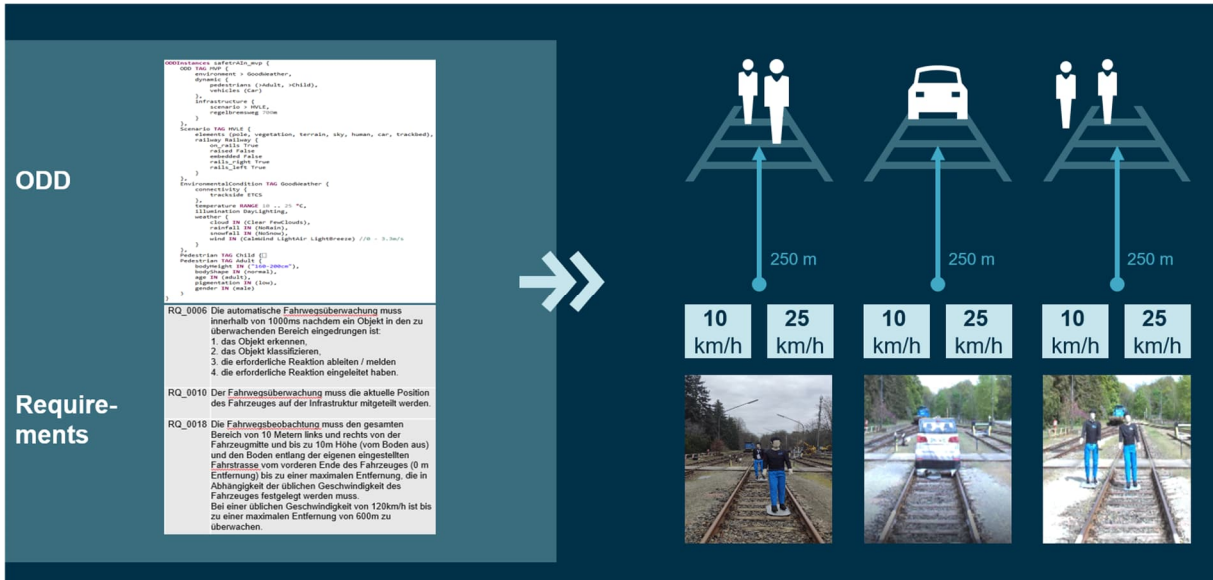 ODD
ODDInstances safetrAIn_mvp {
ODD TAG MVP {
environment > GoodWeather,
dynamic {
pedestrians (>Adult, >Child),
vehicles (Car)
},
infrastructure {
scenario > HVLE,
regelbremsweg 700m
}
},
Scenario TAG HVLE {
elements (pole, vegetation, terrain, sky, human, car, trackbed),
railway Railway {
on_rails True
raised False
embedded False
rails_right True
rails_left True
}
},
EnvironmentalCondition TAG GoodWeather {
connectivity {
trackside ETCS
},
temperature RANGE 10 .. 25 °C,
illumination DayLighting,
weather {
cloud IN (Clear FewClouds),
rainfall IN (NoRain),
snowfall IN (NoSnow),
wind IN (CalmWind LightAir LightBreeze) //0 - 3.3m/s
}
},
Pedestrian TAG Child {
Pedestrian TAG Adult {
bodyHeight IN ("160-200cm"),
bodyShape IN (normal),
age IN (adult),
pigmentation IN (low),
gender IN (male)
}
}
Require-
ments
RQ_0006 Die automatische Fahrwegsüberwachung muss
innerhalb von 1000ms nachdem ein Objekt in den zu
überwachenden Bereich eingedrungen ist:
1. das Objekt erkennen,
2. das Objekt klassifizieren,
3. die erforderliche Reaktion ableiten / melden
4. die erforderliche Reaktion eingeleitet haben.
RQ_0010 Der Fahrwegsüberwachung muss die aktuelle Position
des Fahrzeuges auf der Infrastruktur mitgeteilt werden.
RQ_0018 Die Fahrwegsbeobachtung muss den gesamten
Bereich von 10 Metern links und rechts von der
Fahrzeugmitte und bis zu 10m Höhe (vom Boden aus)
und den Boden entlang der eigenen eingestellten
Fahrstrasse vom vorderen Ende des Fahrzeuges (0 m
Entfernung) bis zu einer maximalen Entfernung, die in
Abhängigkeit der üblichen Geschwindigkeit des
Fahrzeuges festgelegt werden muss.
Bei einer üblichen Geschwindigkeit von 120km/h ist bis
zu einer maximalen Entfernung von 600m zu
überwachen.
250 m
250 m
250 m
10
km/h
25
km/h
10
km/h
25
km/h
10
km/h
25
km/h